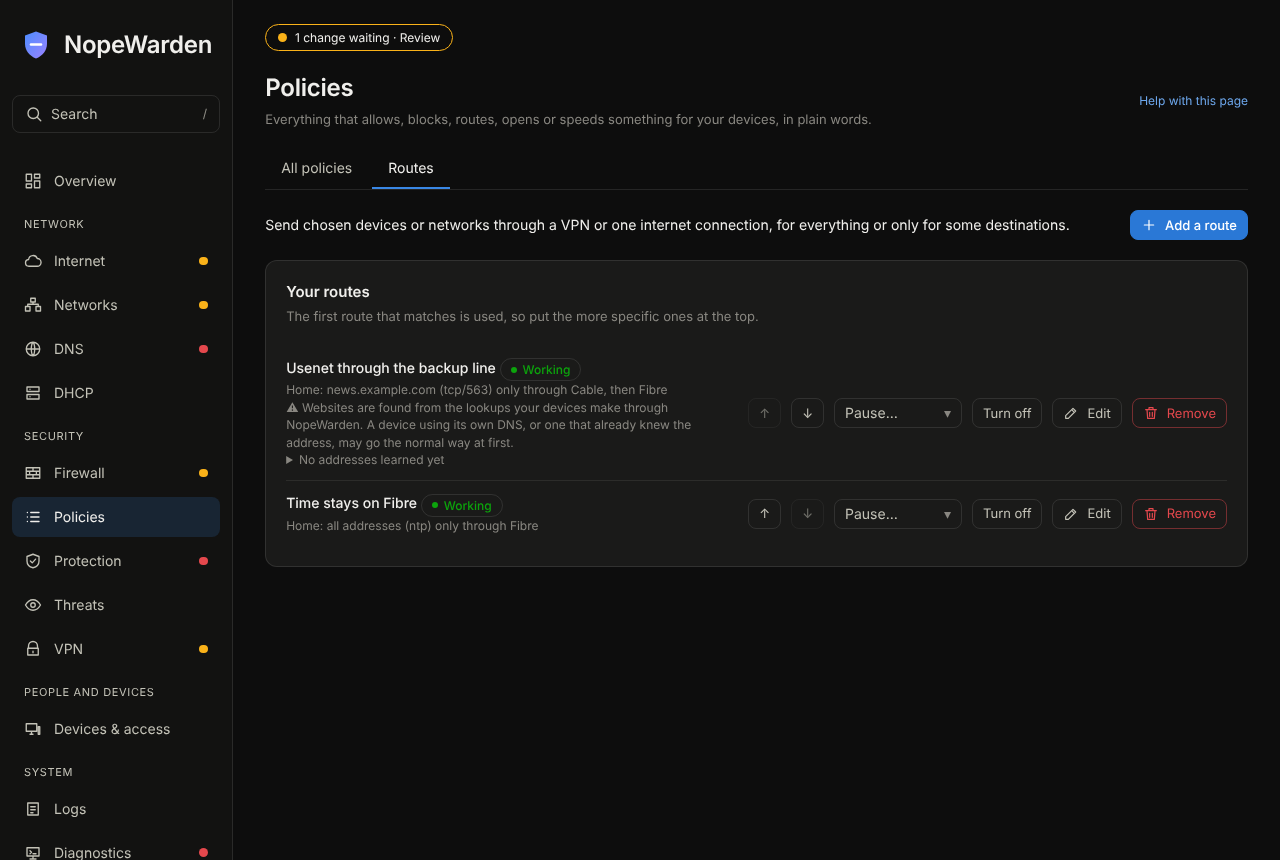 NopeWarden
Search /
Overview
NETWORK
Internet
Networks
DNS
DHCP
SECURITY
Firewall
Policies
Protection
Threats
VPN
PEOPLE AND DEVICES
Devices & access
SYSTEM
Logs
Diagnostics
1 change waiting · Review
Policies
Everything that allows, blocks, routes, opens or speeds something for your devices, in plain words.
Help with this page
All policies
Routes
Send chosen devices or networks through a VPN or one internet connection, for everything or only for some destinations.
Add a route
Your routes
The first route that matches is used, so put the more specific ones at the top.
Usenet through the backup line Working
Home: news.example.com (tcp/563) only through Cable, then Fibre
⚠ Websites are found from the lookups your devices make through
NopeWarden. A device using its own DNS, or one that already knew the
address, may go the normal way at first.
▶ No addresses learned yet
↑ ↓ Pause... ▾ Turn off Edit Remove
Time stays on Fibre Working
Home: all addresses (ntp) only through Fibre
↑ ↓ Pause... ▾ Turn off Edit Remove